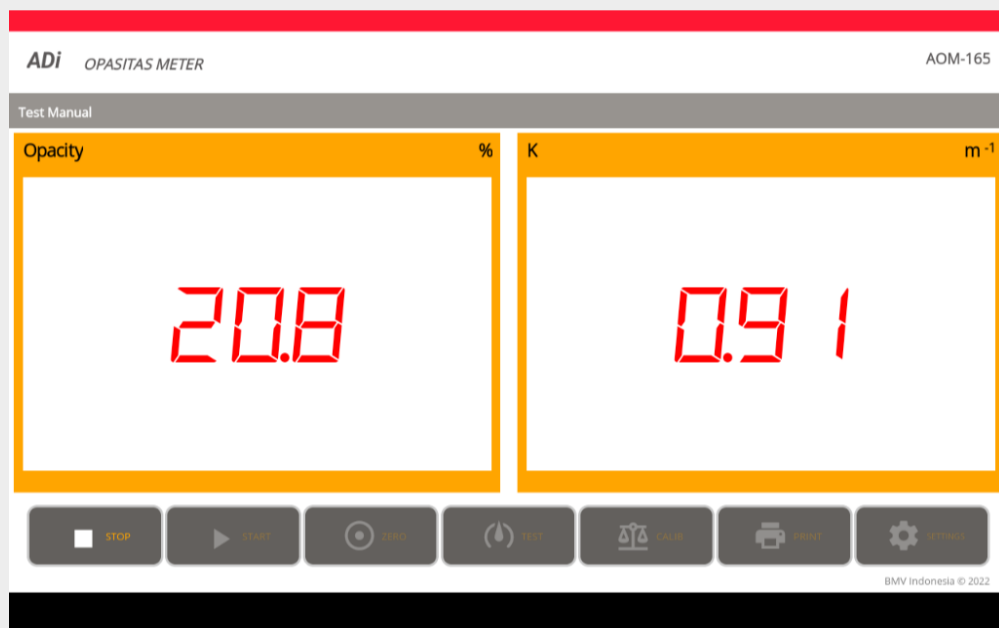 ADi OPASITAS METER AOM-165
Test Manual
Opacity % K m -1
20.8 0.91
STOP START ZERO TEST CALIB PRINT SETTINGS
BMV Indonesia © 2022